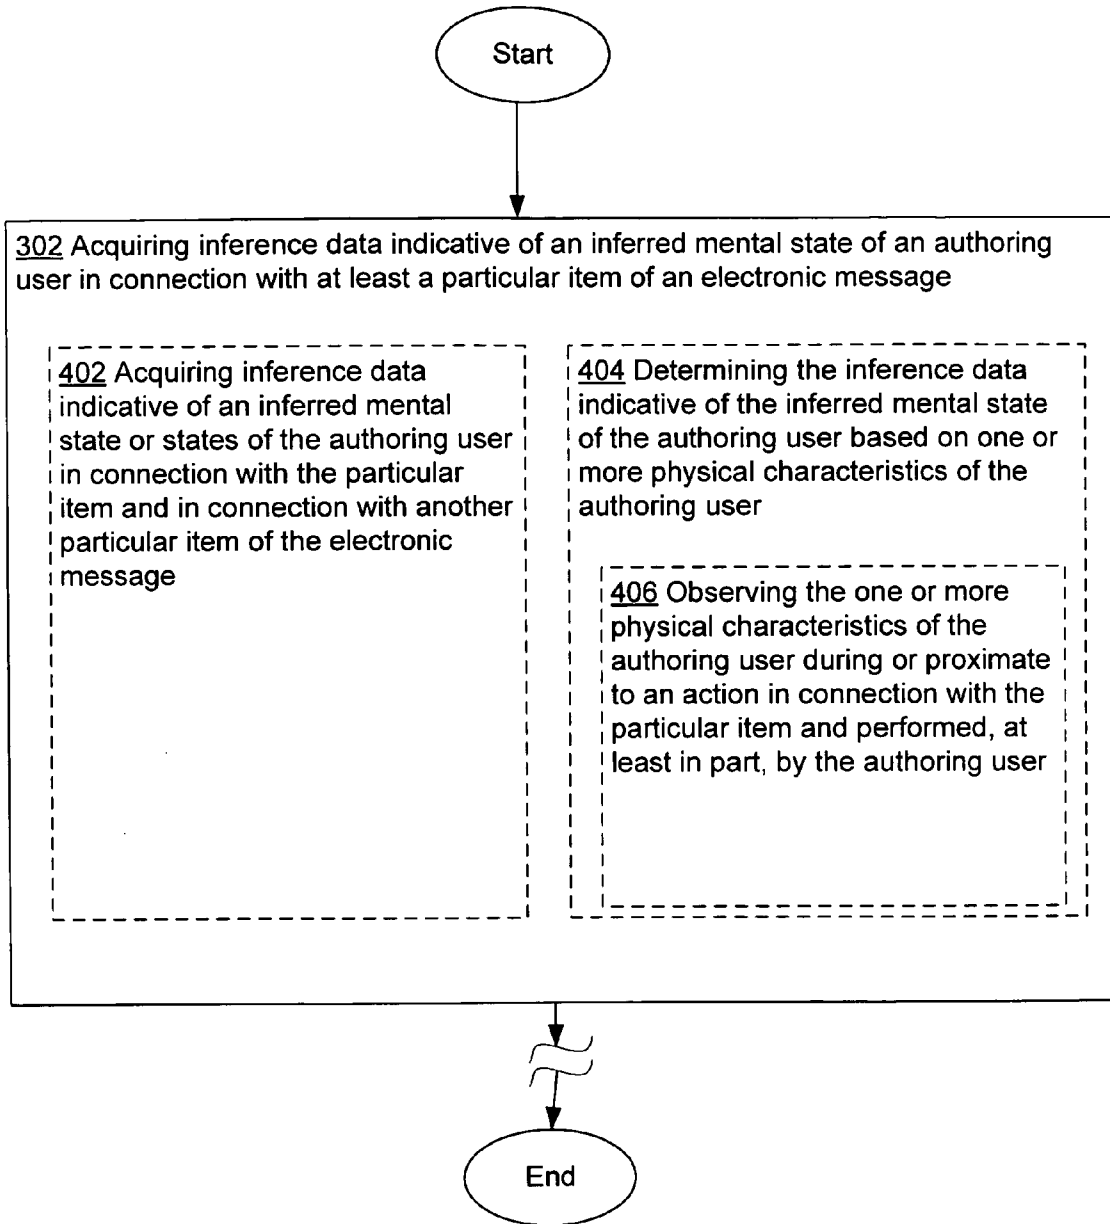 Start
302 Acquiring inference data indicative of an inferred mental state of an authoring
user in connection with at least a particular item of an electronic message
402 Acquiring inference data
indicative of an inferred mental
state or states of the authoring user
in connection with the particular
item and in connection with another
particular item of the electronic
message
404 Determining the inference data
indicative of the inferred mental state
of the authoring user based on one or
more physical characteristics of the
authoring user
406 Observing the one or more
physical characteristics of the
authoring user during or proximate
to an action in connection with the
particular item and performed, at
least in part, by the authoring user
End